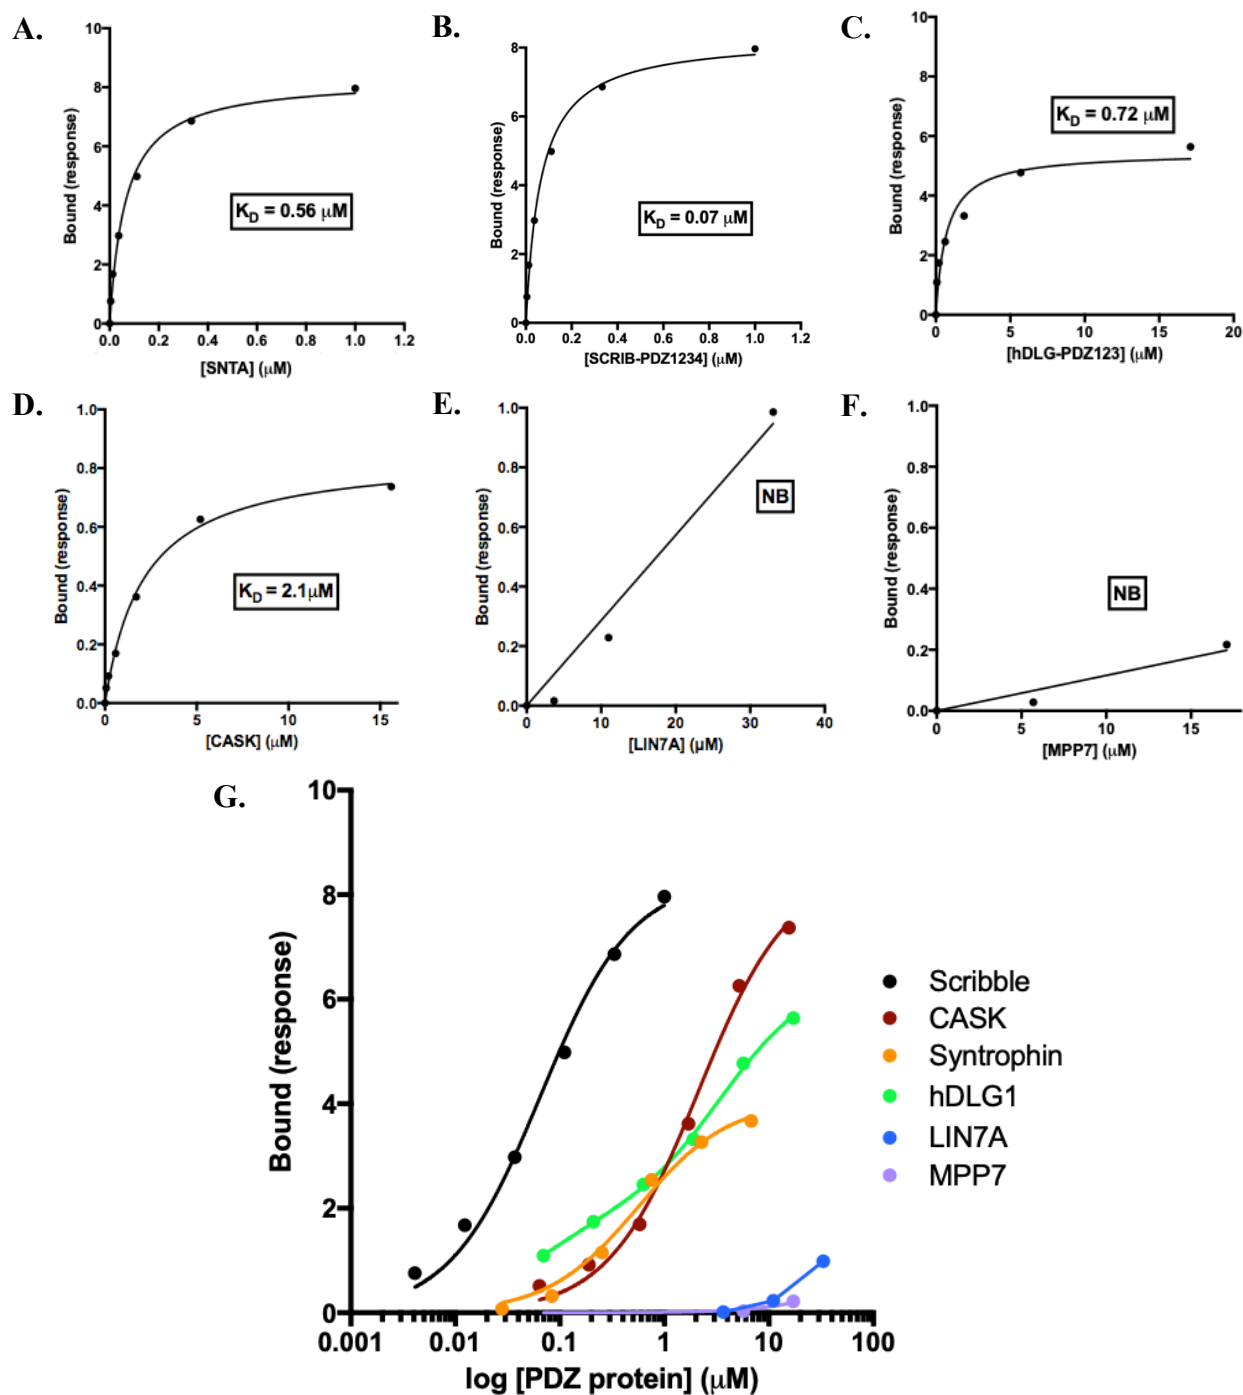 A.
Bound (response)
10
8
6
4
2
0
K_D = 0.56 μM
0.0 0.2 0.4 0.6 0.8 1.0 1.2
[SNTA] (μM)
B.
Bound (response)
8
6
4
2
0
K_D = 0.07 μM
0.0 0.2 0.4 0.6 0.8 1.0 1.2
[SCRIB-PDZ1234] (μM)
C.
Bound (response)
10
8
6
4
2
0
K_D = 0.72 μM
0 5 10 15 20
[hDLG-PDZ123] (μM)
D.
Bound (response)
1.0
0.8
0.6
0.4
0.2
0.0
K_D = 2.1μM
0 5 10 15
[CASK] (μM)
E.
Bound (response)
1.0
0.8
0.6
0.4
0.2
0.0
NB
0 10 20 30 40
[LIN7A] (μM)
F.
Bound (response)
1.0
0.8
0.6
0.4
0.2
0.0
NB
0 5 10 15
[MPP7] (μM)
G.
Bound (response)
10
8
6
4
2
0
0.001 0.01 0.1 1 10 100
log [PDZ protein] (μM)
Scribble
CASK
Syntrophin
hDLG1
LIN7A
MPP7